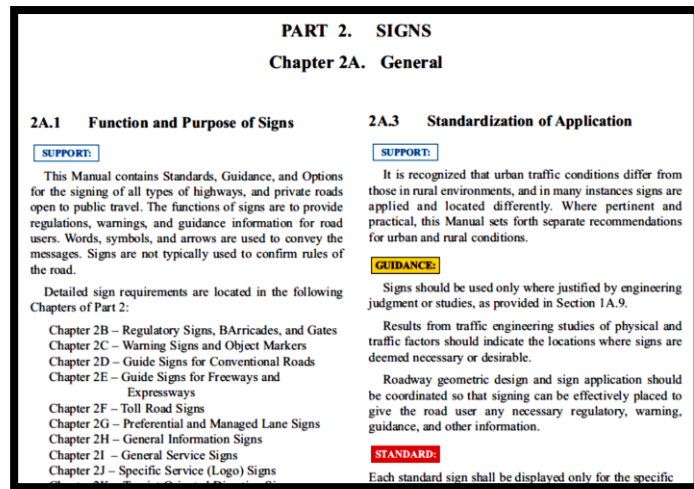 PART 2. SIGNS
Chapter 2A. General
2A.1 Function and Purpose of Signs
SUPPORT:
This Manual contains Standards, Guidance, and Options
for the signing of all types of highways, and private roads
open to public travel. The functions of signs are to provide
regulations, warnings, and guidance information for road
users. Words, symbols, and arrows are used to convey the
messages. Signs are not typically used to confirm rules of
the road.
Detailed sign requirements are located in the following
Chapters of Part 2:
Chapter 2B – Regulatory Signs, BArricades, and Gates
Chapter 2C – Warning Signs and Object Markers
Chapter 2D – Guide Signs for Conventional Roads
Chapter 2E – Guide Signs for Freeways and
Expressways
Chapter 2F – Toll Road Signs
Chapter 2G – Preferential and Managed Lane Signs
Chapter 2H – General Information Signs
Chapter 2I – General Service Signs
Chapter 2J – Specific Service (Logo) Signs
2A.3 Standardization of Application
SUPPORT:
It is recognized that urban traffic conditions differ from
those in rural environments, and in many instances signs are
applied and located differently. Where pertinent and
practical, this Manual sets forth separate recommendations
for urban and rural conditions.
GUIDANCE:
Signs should be used only where justified by engineering
judgment or studies, as provided in Section 1A.9.
Results from traffic engineering studies of physical and
traffic factors should indicate the locations where signs are
deemed necessary or desirable.
Roadway geometric design and sign application should
be coordinated so that signing can be effectively placed to
give the road user any necessary regulatory, warning,
guidance, and other information.
STANDARD:
Each standard sign shall be displayed only for the specific